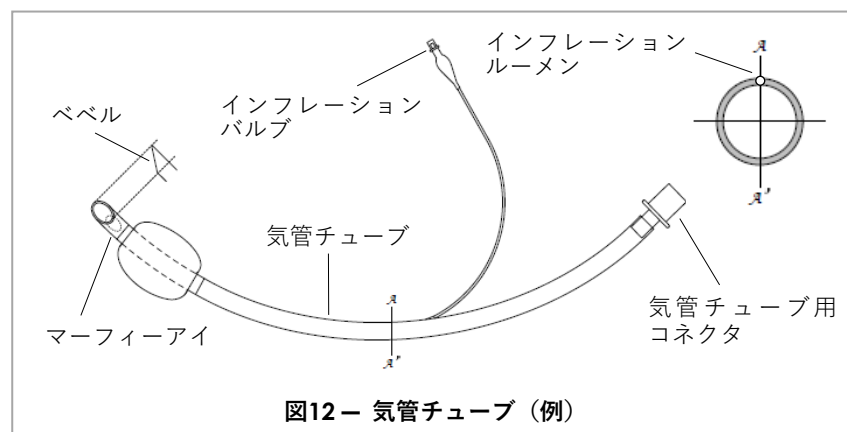 インフレーション
ルーメン
A
A'
インフレーション
バルブ
ベベル
気管チューブ
A
A'
気管チューブ用
コネクタ
マーフィーアイ
図12 — 気管チューブ（例）